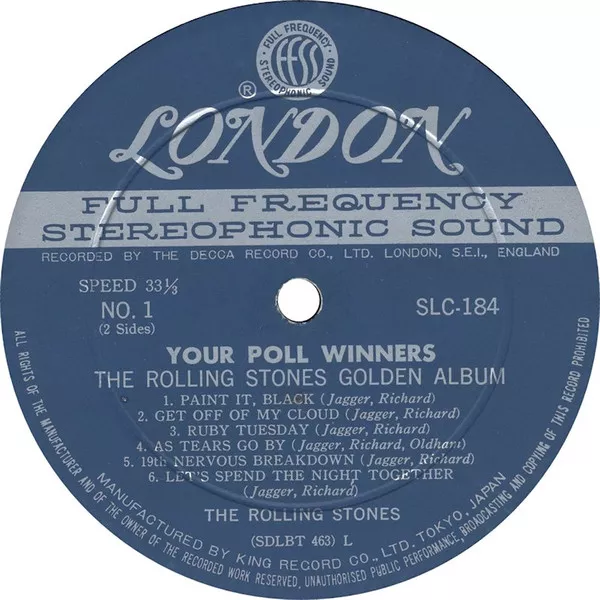 FULL FREQUENCY
FFSS
STEREOPHONIC SOUND
®
LONDON
FULL FREQUENCY
STEREOPHONIC SOUND
RECORDED BY THE DECCA RECORD CO., LTD. LONDON, S.E.I., ENGLAND
SPEED 33⅓
NO. 1
(2 Sides)
SLC-184
YOUR POLL WINNERS
THE ROLLING STONES GOLDEN ALBUM
1. PAINT IT, BLACK (Jagger, Richard)
2. GET OFF OF MY CLOUD (Jagger, Richard)
3. RUBY TUESDAY (Jagger, Richard)
4. AS TEARS GO BY (Jagger, Richard, Oldham)
5. 19th NERVOUS BREAKDOWN (Jagger, Richard)
6. LET'S SPEND THE NIGHT TOGETHER
(Jagger, Richard)
THE ROLLING STONES
(SDLBT 463) L
MANUFACTURED BY KING RECORD CO., LTD. TOKYO, JAPAN
ALL RIGHTS OF THE MANUFACTURER AND OF THE OWNER OF THE RECORDED WORK RESERVED, UNAUTHORISED PUBLIC PERFORMANCE, BROADCASTING AND COPYING OF THIS RECORD PROHIBITED